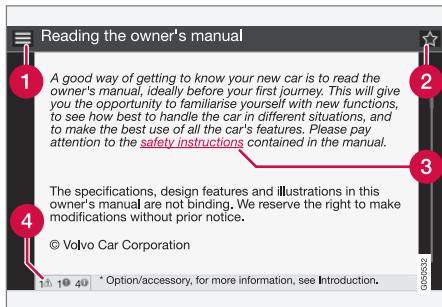 Reading the owner's manual
1
2
A good way of getting to know your new car is to read the
owner's manual, ideally before your first journey. This will give
you the opportunity to familiarise yourself with new functions,
to see how best to handle the car in different situations, and
to make the best use of all the car's features. Please pay
attention to the safety instructions contained in the manual.
3
The specifications, design features and illustrations in this
owner's manual are not binding. We reserve the right to make
modifications without prior notice.
4
© Volvo Car Corporation
1 1 4 * Option/accessory, for more information, see Introduction.
G050532